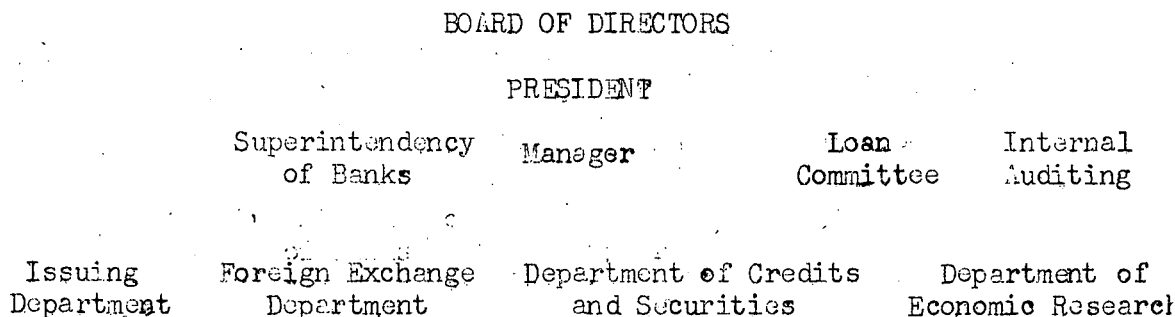 BOARD OF DIRECTORS
PRESIDENT
Superintendency of Banks
Manager
Loan Committee
Internal Auditing
Issuing Department
Foreign Exchange Department
Department of Credits and Securities
Department of Economic Research